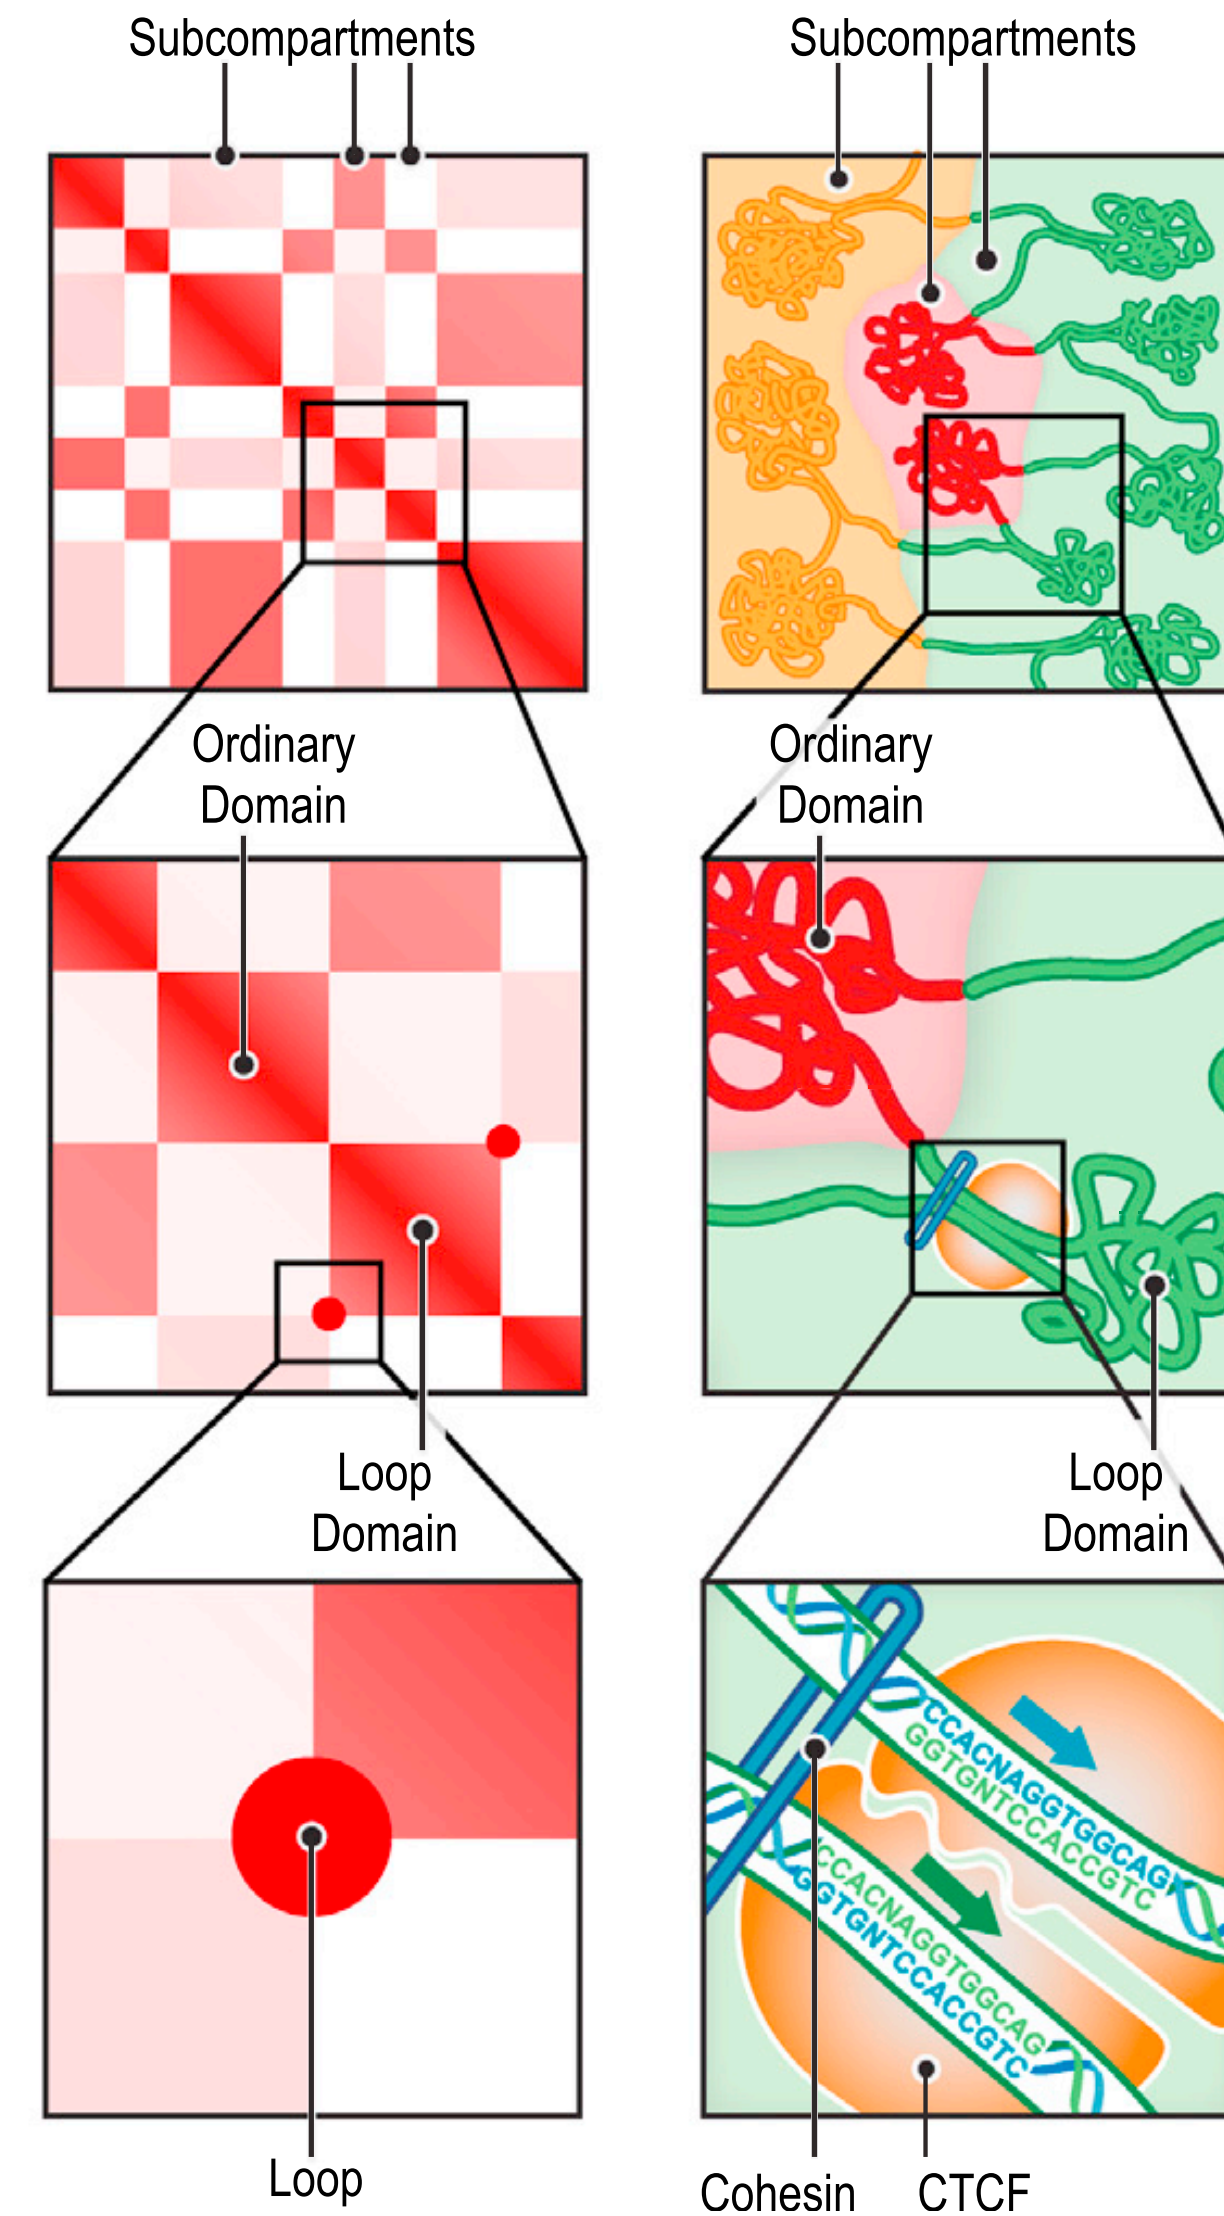 Subcompartments
Subcompartments
Ordinary
Domain
Ordinary
Domain
Loop
Domain
Loop
Domain
CCACNAGGTGGCAG
GGTGNTCCACCGTC
CCACNAGGTGGCAG
GGTGNTCCACCGTC
Loop
Cohesin
CTCF